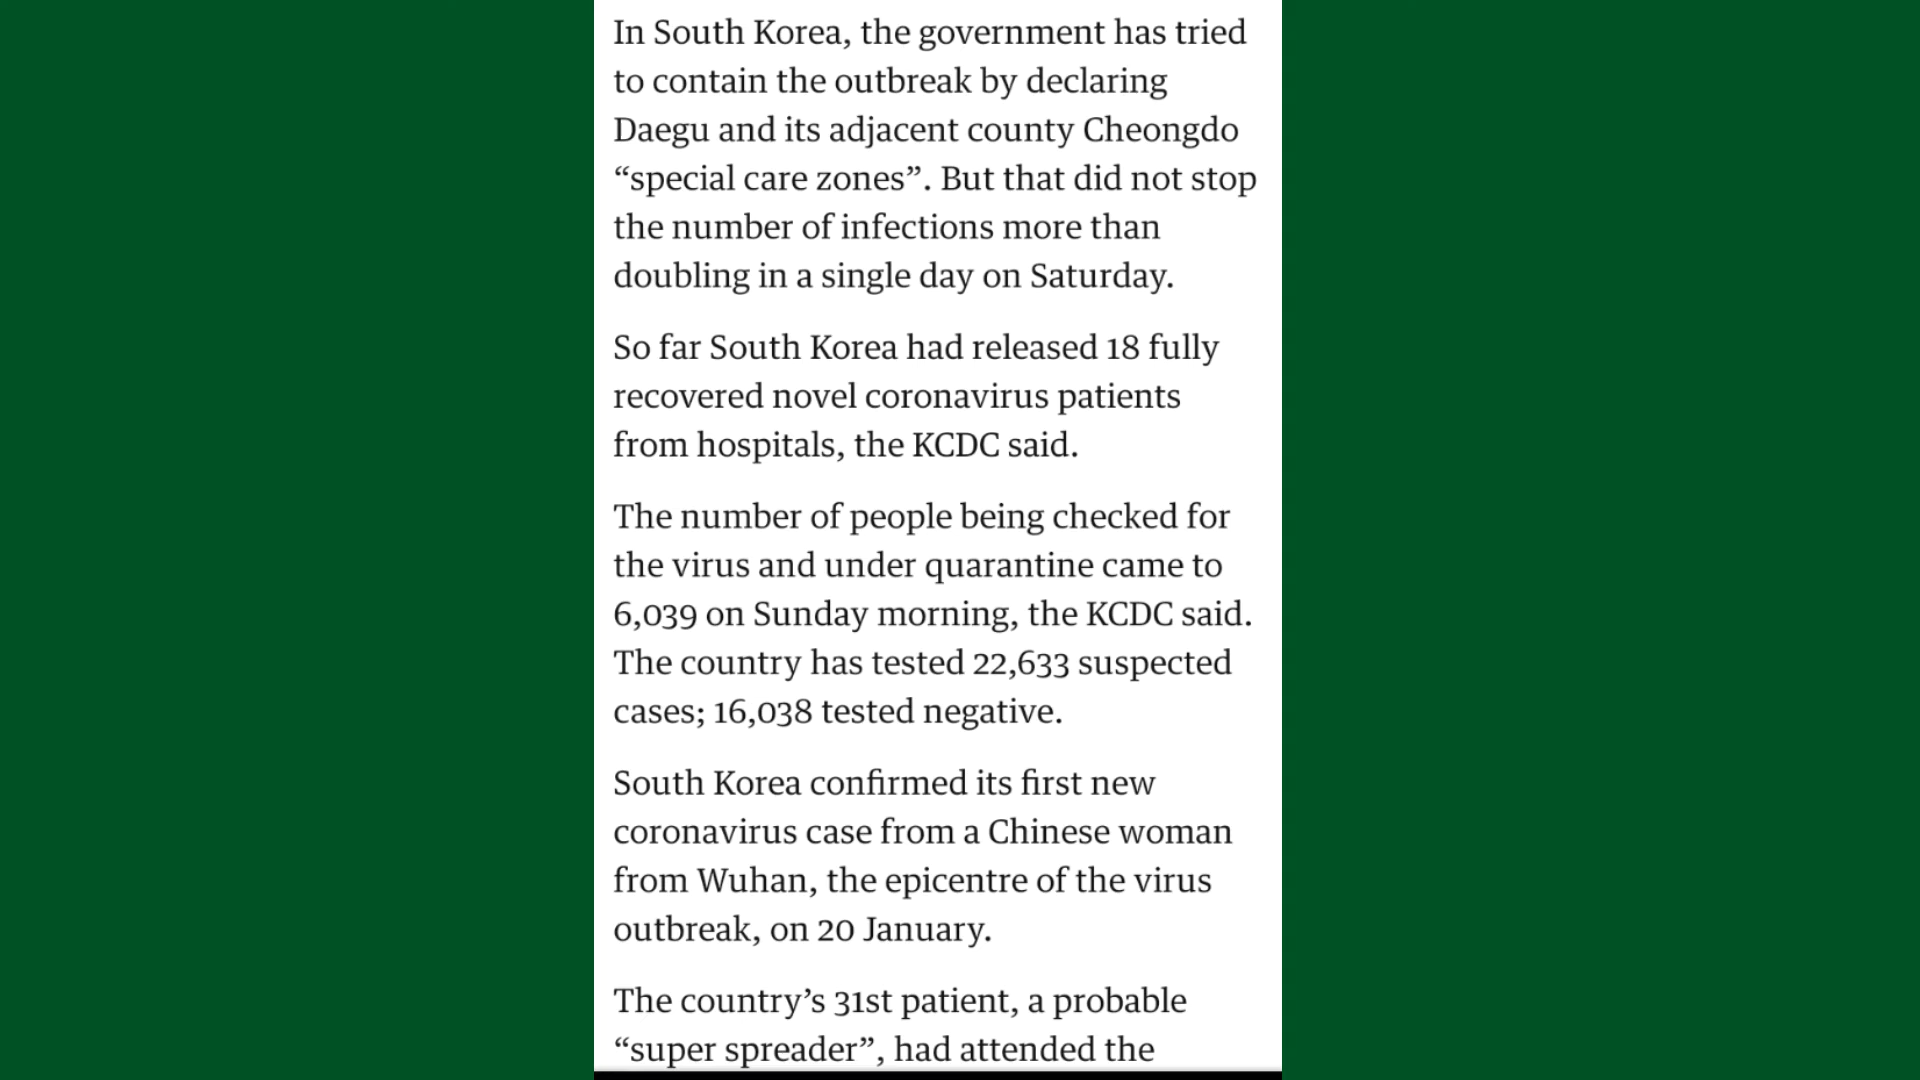 In South Korea, the government has tried
to contain the outbreak by declaring
Daegu and its adjacent county Cheongdo
“special care zones”. But that did not stop
the number of infections more than
doubling in a single day on Saturday.
So far South Korea had released 18 fully
recovered novel coronavirus patients
from hospitals, the KCDC said.
The number of people being checked for
the virus and under quarantine came to
6,039 on Sunday morning, the KCDC said.
The country has tested 22,633 suspected
cases; 16,038 tested negative.
South Korea confirmed its first new
coronavirus case from a Chinese woman
from Wuhan, the epicentre of the virus
outbreak, on 20 January.
The country’s 31st patient, a probable
“super spreader”, had attended the